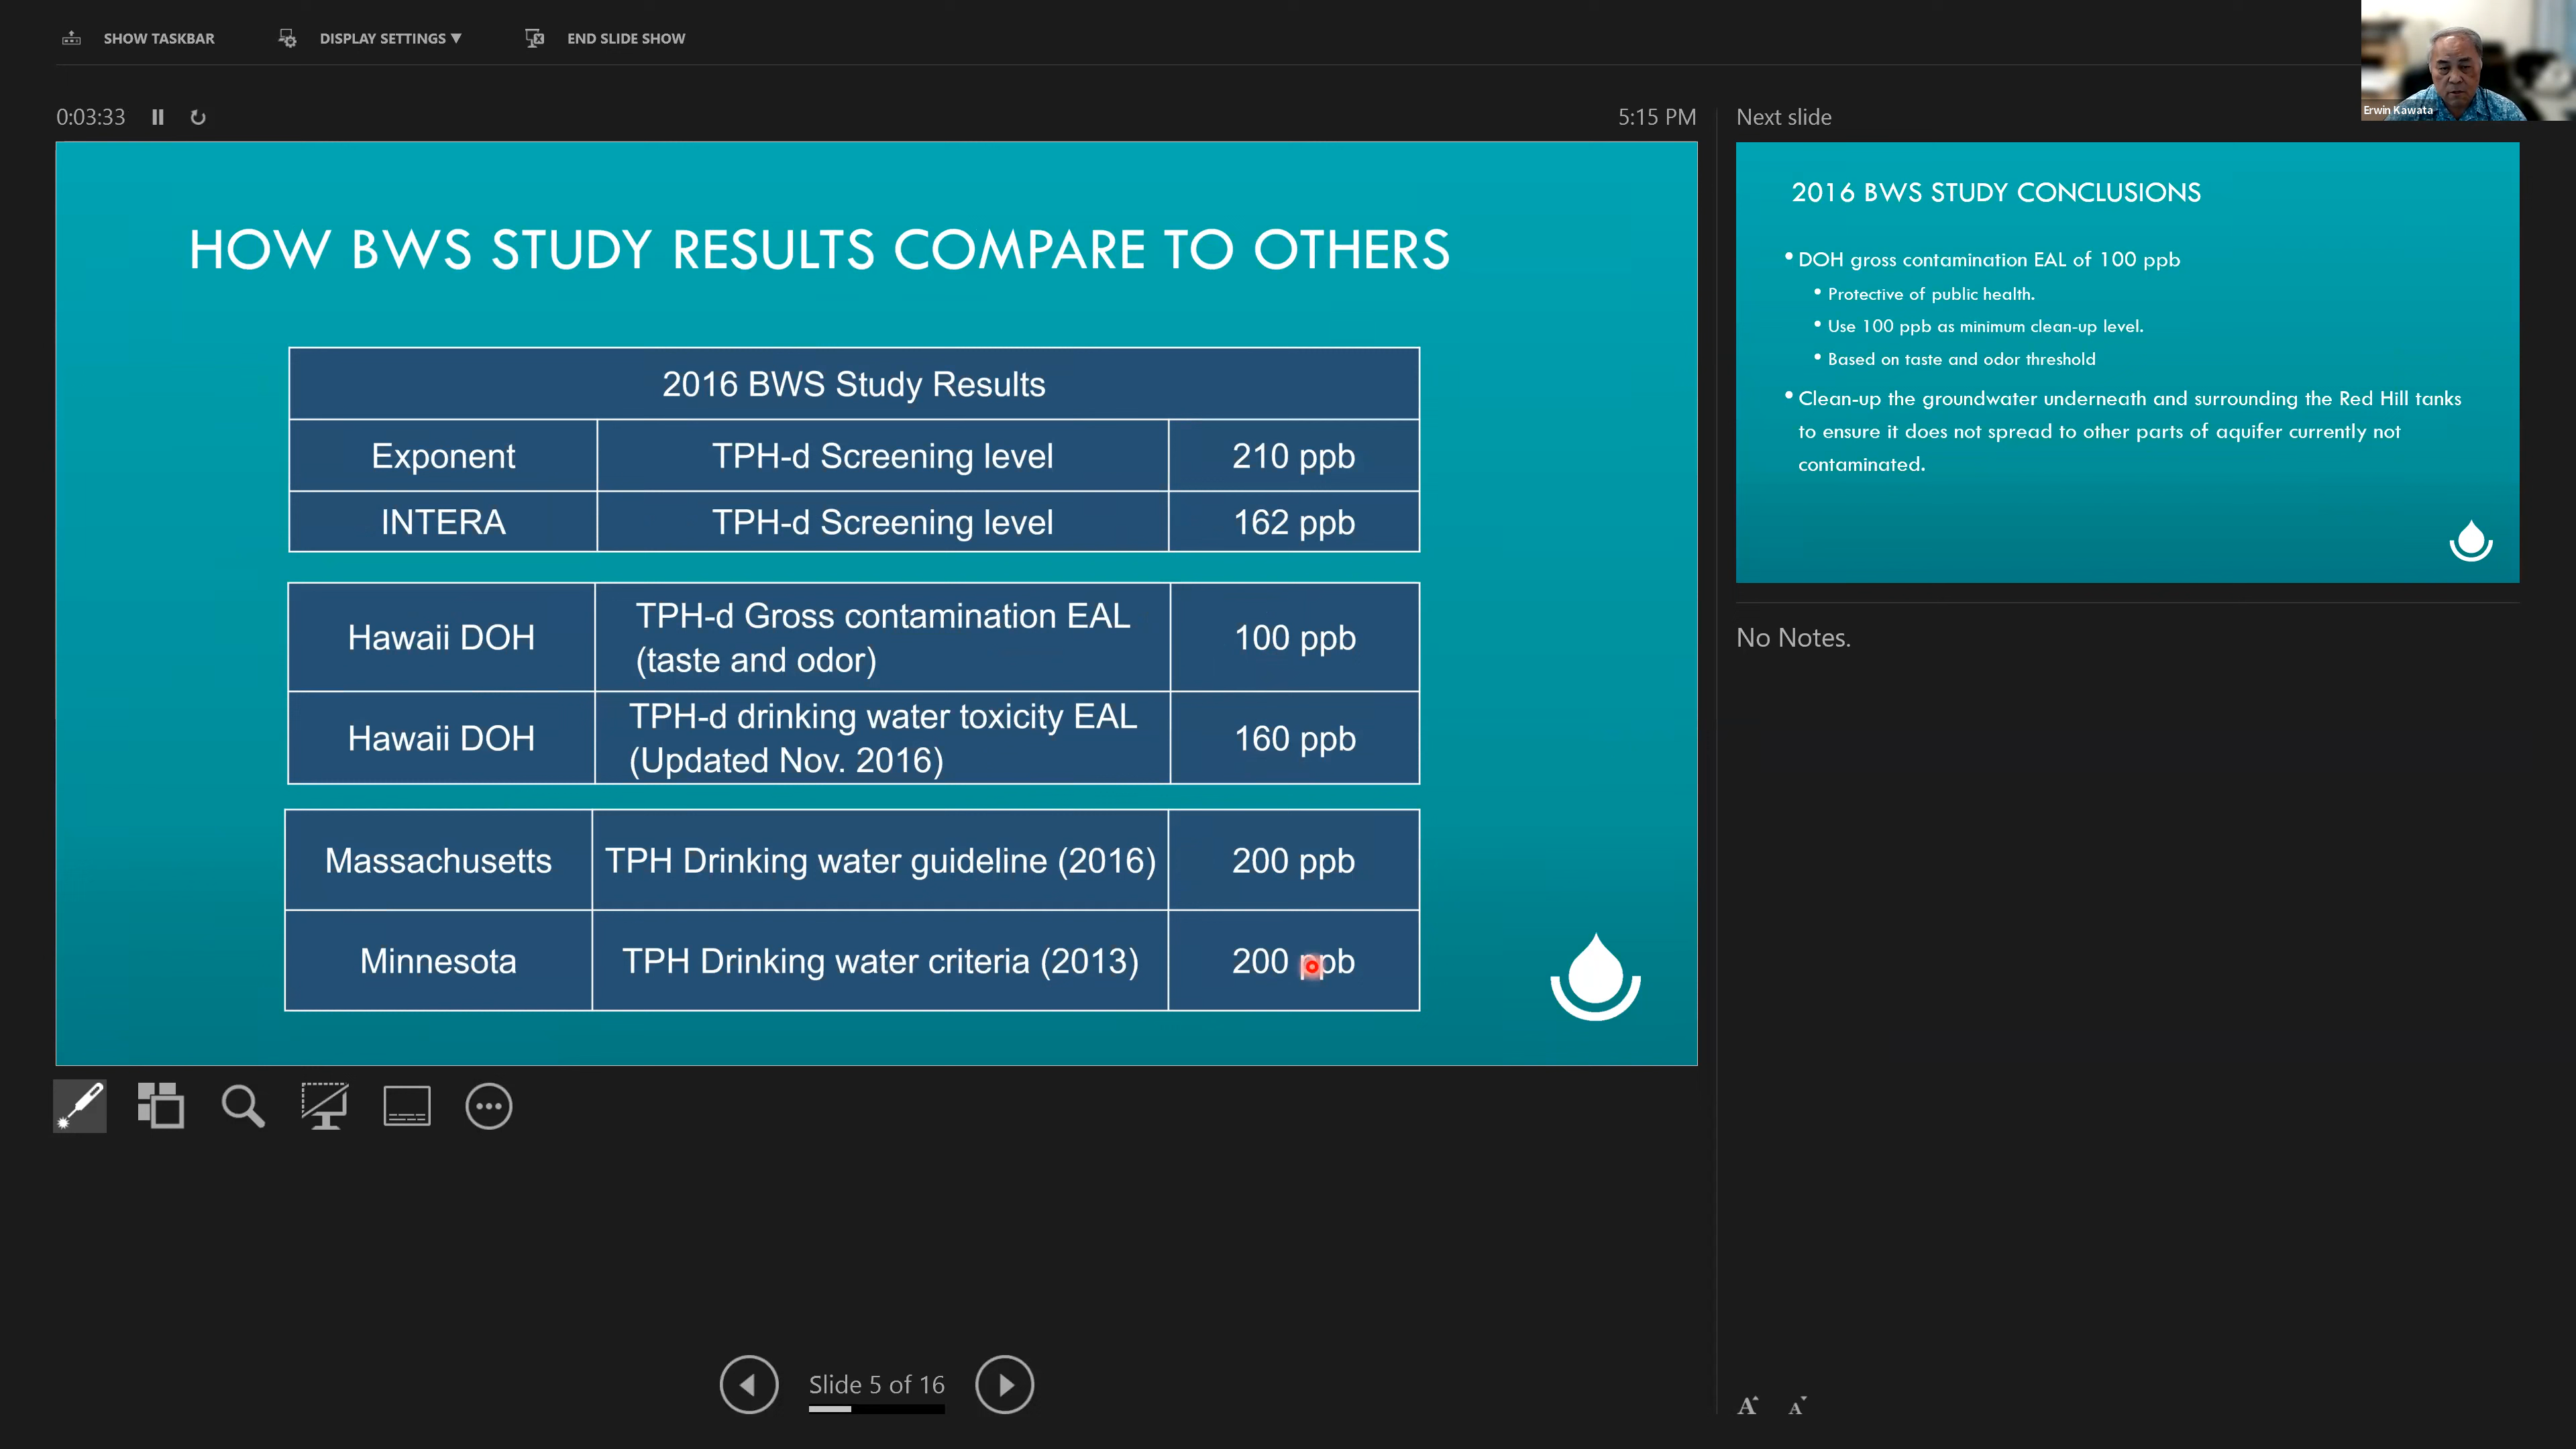 SHOW TASKBAR
DISPLAY SETTINGS ▼
END SLIDE SHOW
Erwin Kawata
0:03:33
5:15 PM
HOW BWS STUDY RESULTS COMPARE TO OTHERS
2016 BWS Study Results
Exponent TPH-d Screening level 210 ppb
INTERA TPH-d Screening level 162 ppb
Hawaii DOH TPH-d Gross contamination EAL
(taste and odor) 100 ppb
Hawaii DOH TPH-d drinking water toxicity EAL
(Updated Nov. 2016) 160 ppb
Massachusetts TPH Drinking water guideline (2016) 200 ppb
Minnesota TPH Drinking water criteria (2013) 200 ppb
Slide 5 of 16
Next slide
2016 BWS STUDY CONCLUSIONS
• DOH gross contamination EAL of 100 ppb
• Protective of public health.
• Use 100 ppb as minimum clean-up level.
• Based on taste and odor threshold
• Clean-up the groundwater underneath and surrounding the Red Hill tanks
to ensure it does not spread to other parts of aquifer currently not
contaminated.
No Notes.
A A